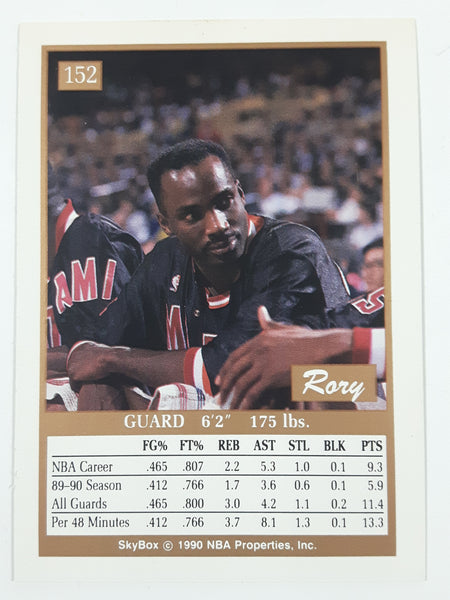 152
TAMI
M
5
Rory
GUARD 6'2" 175 lbs.
FG% FT% REB AST STL BLK PTS
NBA Career .465 .807 2.2 5.3 1.0 0.1 9.3
89-90 Season .412 .766 1.7 3.6 0.6 0.1 5.9
All Guards .465 .800 3.0 4.2 1.1 0.2 11.4
Per 48 Minutes .412 .766 3.7 8.1 1.3 0.1 13.3
SkyBox © 1990 NBA Properties, Inc.